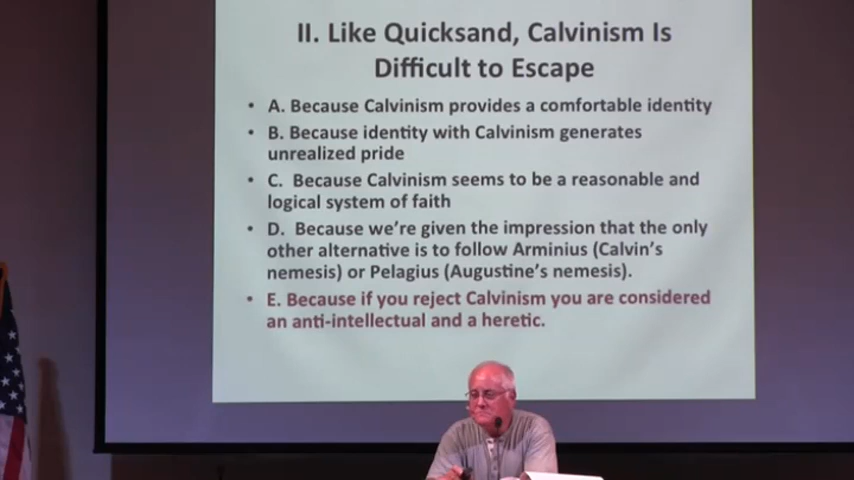 II. Like Quicksand, Calvinism Is
Difficult to Escape
• A. Because Calvinism provides a comfortable identity
• B. Because identity with Calvinism generates
unrealized pride
• C. Because Calvinism seems to be a reasonable and
logical system of faith
• D. Because we're given the impression that the only
other alternative is to follow Arminius (Calvin's
nemesis) or Pelagius (Augustine's nemesis).
• E. Because if you reject Calvinism you are considered
an anti-intellectual and a heretic.